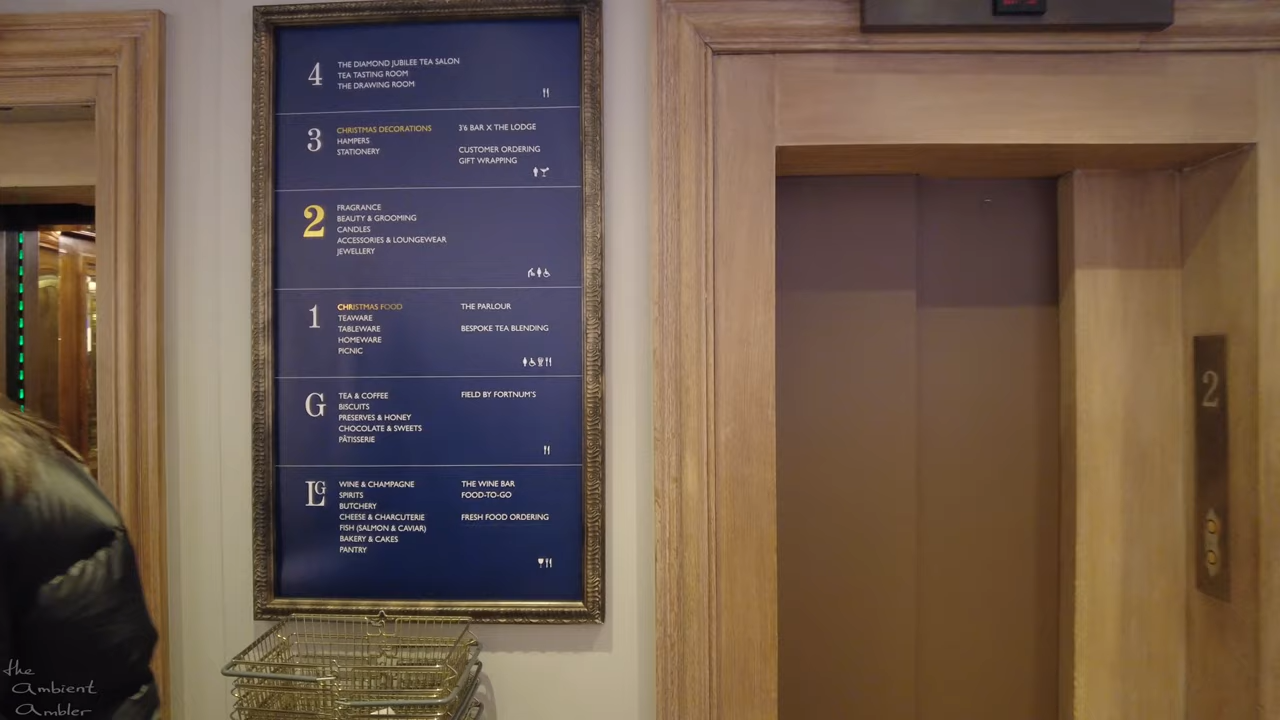 4
THE DIAMOND JUBILEE TEA SALON
TEA TASTING ROOM
THE DRAWING ROOM
3
CHRISTMAS DECORATIONS
HAMPERS
STATIONERY
3'6 BAR X THE LODGE
CUSTOMER ORDERING
GIFT WRAPPING
2
FRAGRANCE
BEAUTY & GROOMING
CANDLES
ACCESSORIES & LOUNGEWEAR
JEWELLERY
1
CHRISTMAS FOOD
TEAWARE
TABLEWARE
HOMEWARE
PICNIC
THE PARLOUR
BESPOKE TEA BLENDING
G
TEA & COFFEE
BISCUITS
PRESERVES & HONEY
CHOCOLATE & SWEETS
PÂTISSERIE
FIELD BY FORTNUM'S
LG
WINE & CHAMPAGNE
SPIRITS
BUTCHERY
CHEESE & CHARCUTERIE
FISH (SALMON & CAVIAR)
BAKERY & CAKES
PANTRY
THE WINE BAR
FOOD-TO-GO
FRESH FOOD ORDERING
2
the
Ambient
Ambler